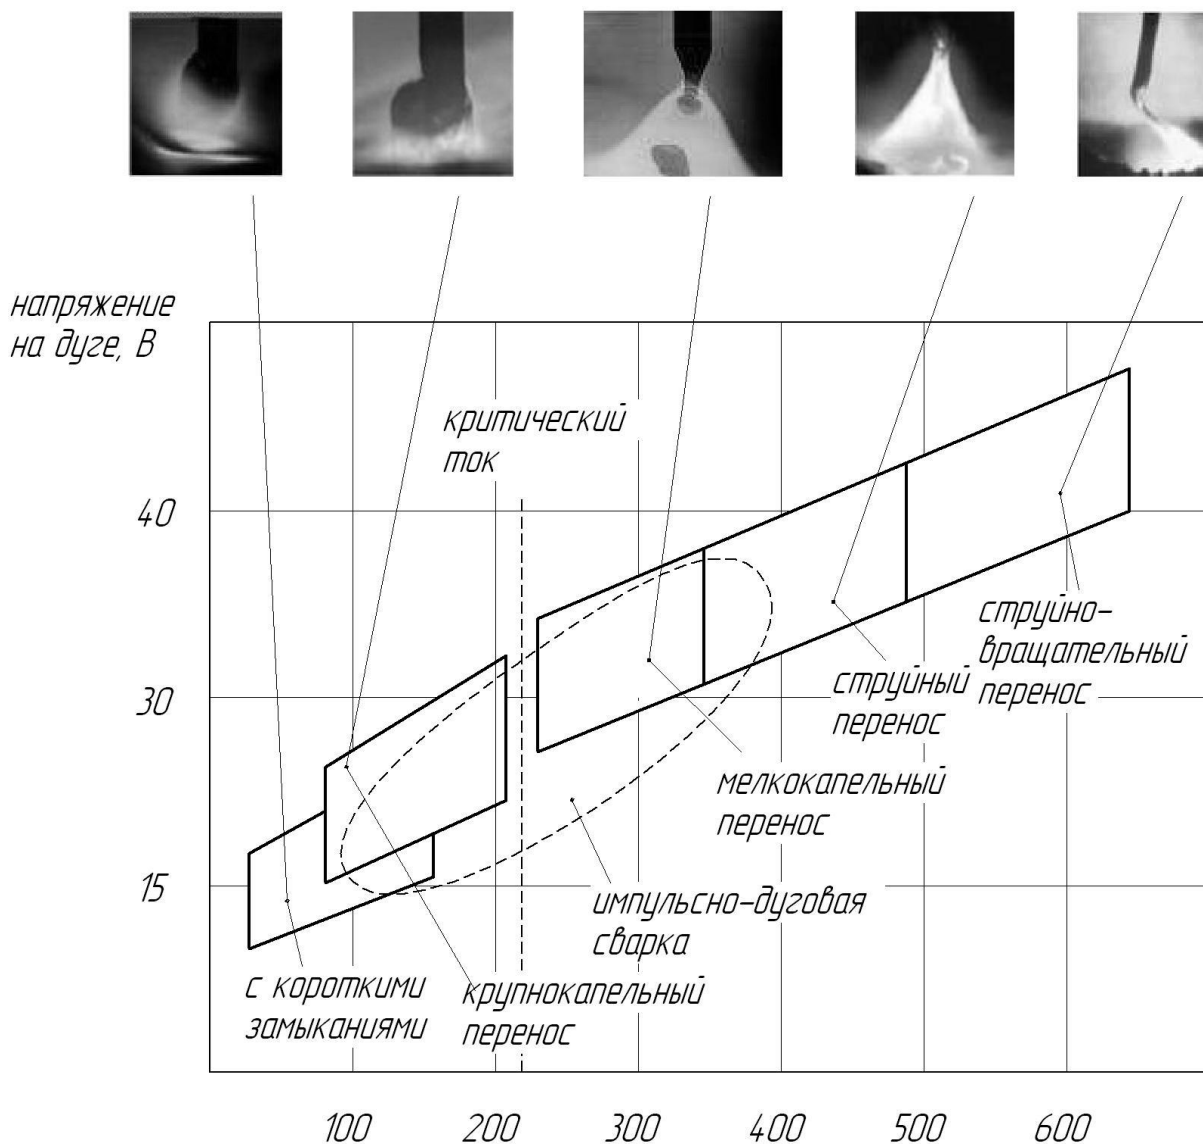 напряжение
на дуге, В
критический
ток
40
30
15
струйно-
вращательный
перенос
струйный
перенос
мелкокапельный
перенос
импульсно-дуговая
сварка
с короткими
замыканиями
крупнокапельный
перенос
100
200
300
400
500
600